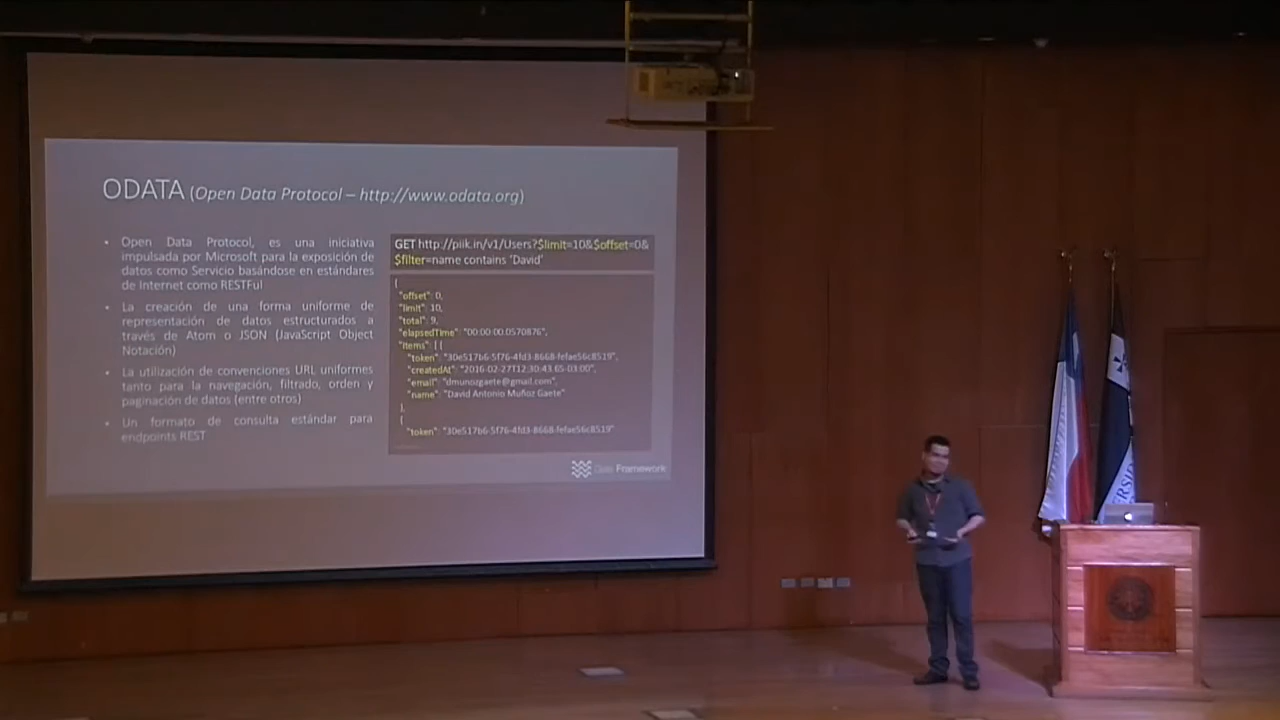 ODATA (Open Data Protocol – http://www.odata.org)
• Open Data Protocol, es una iniciativa
impulsada por Microsoft para la exposición de
datos como Servicio basándose en estándares
de Internet como RESTFul
• La creación de una forma uniforme de
representación de datos estructurados a
través de Atom o JSON (JavaScript Object
Notación)
• La utilización de convenciones URL uniformes
tanto para la navegación, filtrado, orden y
paginación de datos (entre otros)
• Un formato de consulta estándar para
endpoints REST
GET http://piik.in/v1/Users?$limit=10&$offset=0&
$filter=name contains 'David'
{
"offset": 0,
"limit": 10,
"total": 9,
"elapsedTime": "00:00:00.0570876",
"items": [ {
"token": "30e517b6-5f76-4fd3-8668-fefae56c8519",
"createdAt": "2016-02-27T12:30:43.65-03:00",
"email": "dmunozgaete@gmail.com",
"name": "David Antonio Muñoz Gaete"
},
{
"token": "30e517b6-5f76-4fd3-8668-fefae56c8519"
Gale Framework